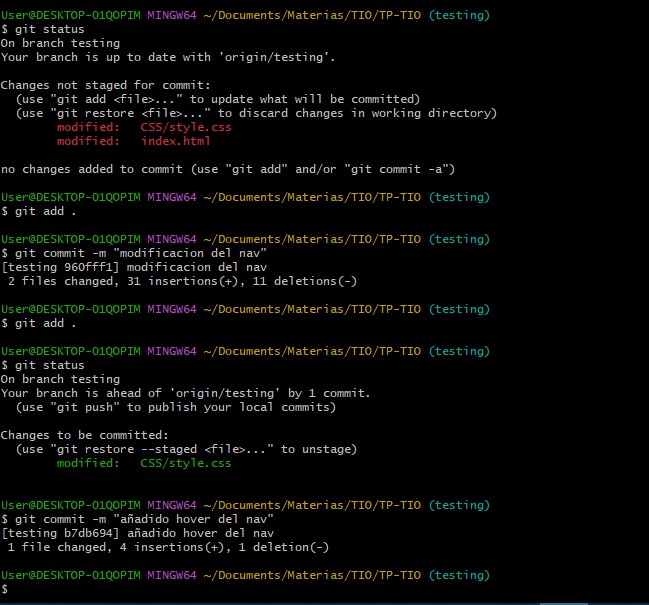 User@DESKTOP-O1QOPIM MINGW64 ~/Documents/Materias/TIO/TP-TIO (testing)
$ git status
On branch testing
Your branch is up to date with 'origin/testing'.
Changes not staged for commit:
  (use "git add <file>..." to update what will be committed)
  (use "git restore <file>..." to discard changes in working directory)
        modified:   CSS/style.css
        modified:   index.html
no changes added to commit (use "git add" and/or "git commit -a")
User@DESKTOP-O1QOPIM MINGW64 ~/Documents/Materias/TIO/TP-TIO (testing)
$ git add .
User@DESKTOP-O1QOPIM MINGW64 ~/Documents/Materias/TIO/TP-TIO (testing)
$ git commit -m "modificacion del nav"
[testing 960fff1] modificacion del nav
 2 files changed, 31 insertions(+), 11 deletions(-)
User@DESKTOP-O1QOPIM MINGW64 ~/Documents/Materias/TIO/TP-TIO (testing)
$ git add .
User@DESKTOP-O1QOPIM MINGW64 ~/Documents/Materias/TIO/TP-TIO (testing)
$ git status
On branch testing
Your branch is ahead of 'origin/testing' by 1 commit.
  (use "git push" to publish your local commits)
Changes to be committed:
  (use "git restore --staged <file>..." to unstage)
        modified:   CSS/style.css
User@DESKTOP-O1QOPIM MINGW64 ~/Documents/Materias/TIO/TP-TIO (testing)
$ git commit -m "añadido hover del nav"
[testing b7db694] añadido hover del nav
 1 file changed, 4 insertions(+), 1 deletion(-)
User@DESKTOP-O1QOPIM MINGW64 ~/Documents/Materias/TIO/TP-TIO (testing)
$